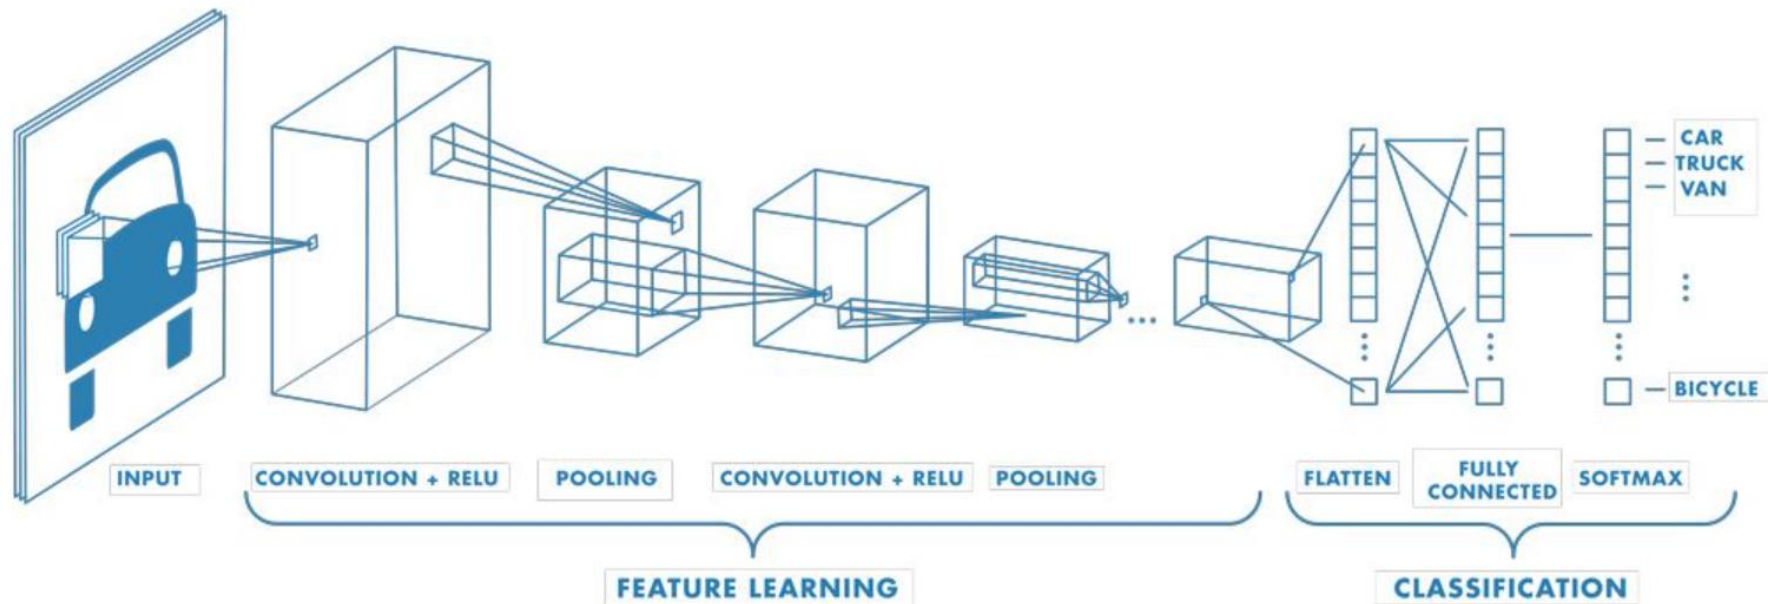 CAR
TRUCK
VAN
BICYCLE
INPUT
CONVOLUTION + RELU
POOLING
CONVOLUTION + RELU
POOLING
FLATTEN
FULLY
CONNECTED
SOFTMAX
FEATURE LEARNING
CLASSIFICATION